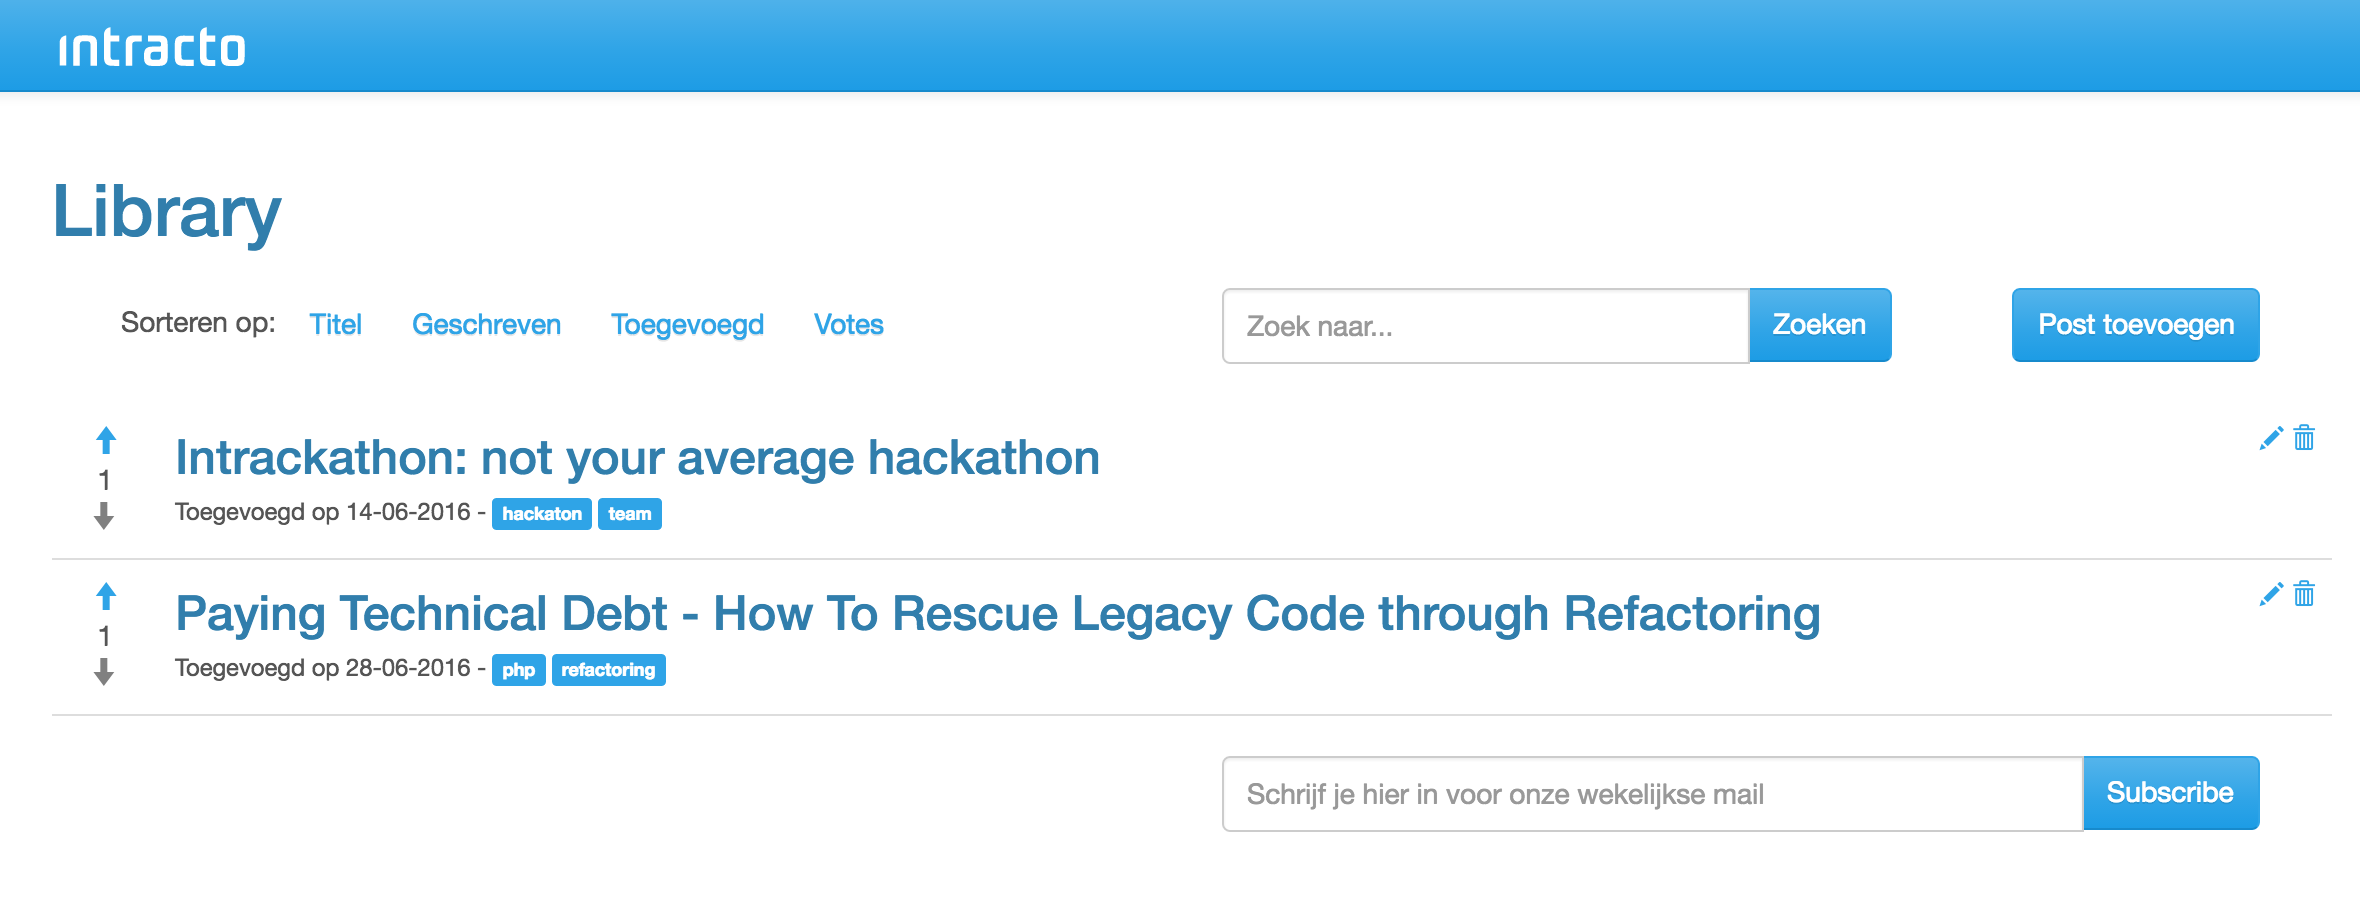 intracto
Library
Sorteren op: Titel Geschreven Toegevoegd Votes Zoek naar... Zoeken Post toevoegen
1
Intrackathon: not your average hackathon
Toegevoegd op 14-06-2016 - hackaton team
1
Paying Technical Debt - How To Rescue Legacy Code through Refactoring
Toegevoegd op 28-06-2016 - php refactoring
Schrijf je hier in voor onze wekelijkse mail Subscribe